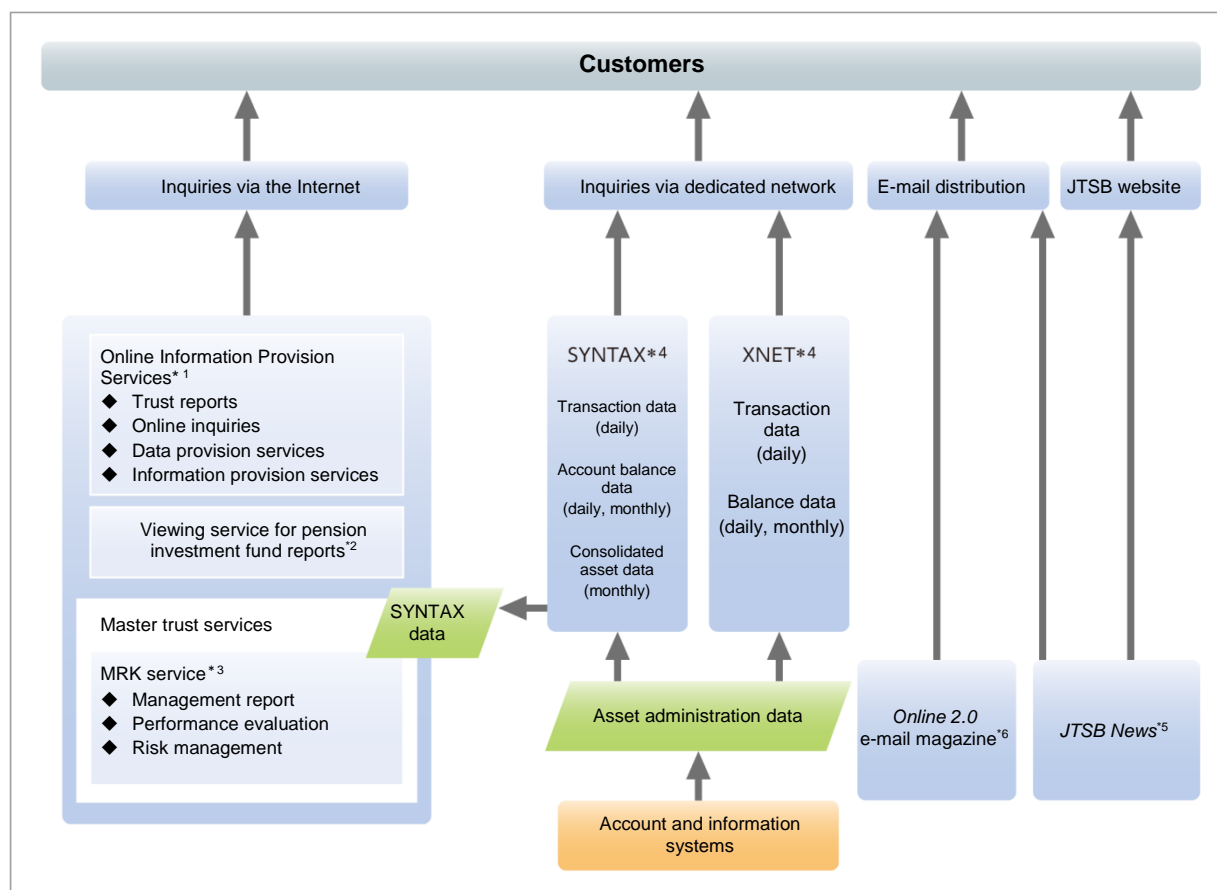 Customers
Inquiries via the Internet
Inquiries via dedicated network
E-mail distribution
JTSB website
Online Information Provision
Services*1
◆ Trust reports
◆ Online inquiries
◆ Data provision services
◆ Information provision services
Viewing service for pension
investment fund reports*2
Master trust services
MRK service*3
◆ Management report
◆ Performance evaluation
◆ Risk management
SYNTAX
data
SYNTAX*4
Transaction data
(daily)
Account balance
data
(daily, monthly)
Consolidated
asset data
(monthly)
XNET*4
Transaction
data
(daily)
Balance data
(daily, monthly)
Asset administration data
Account and information
systems
Online 2.0
e-mail magazine*6
JTSB News*5